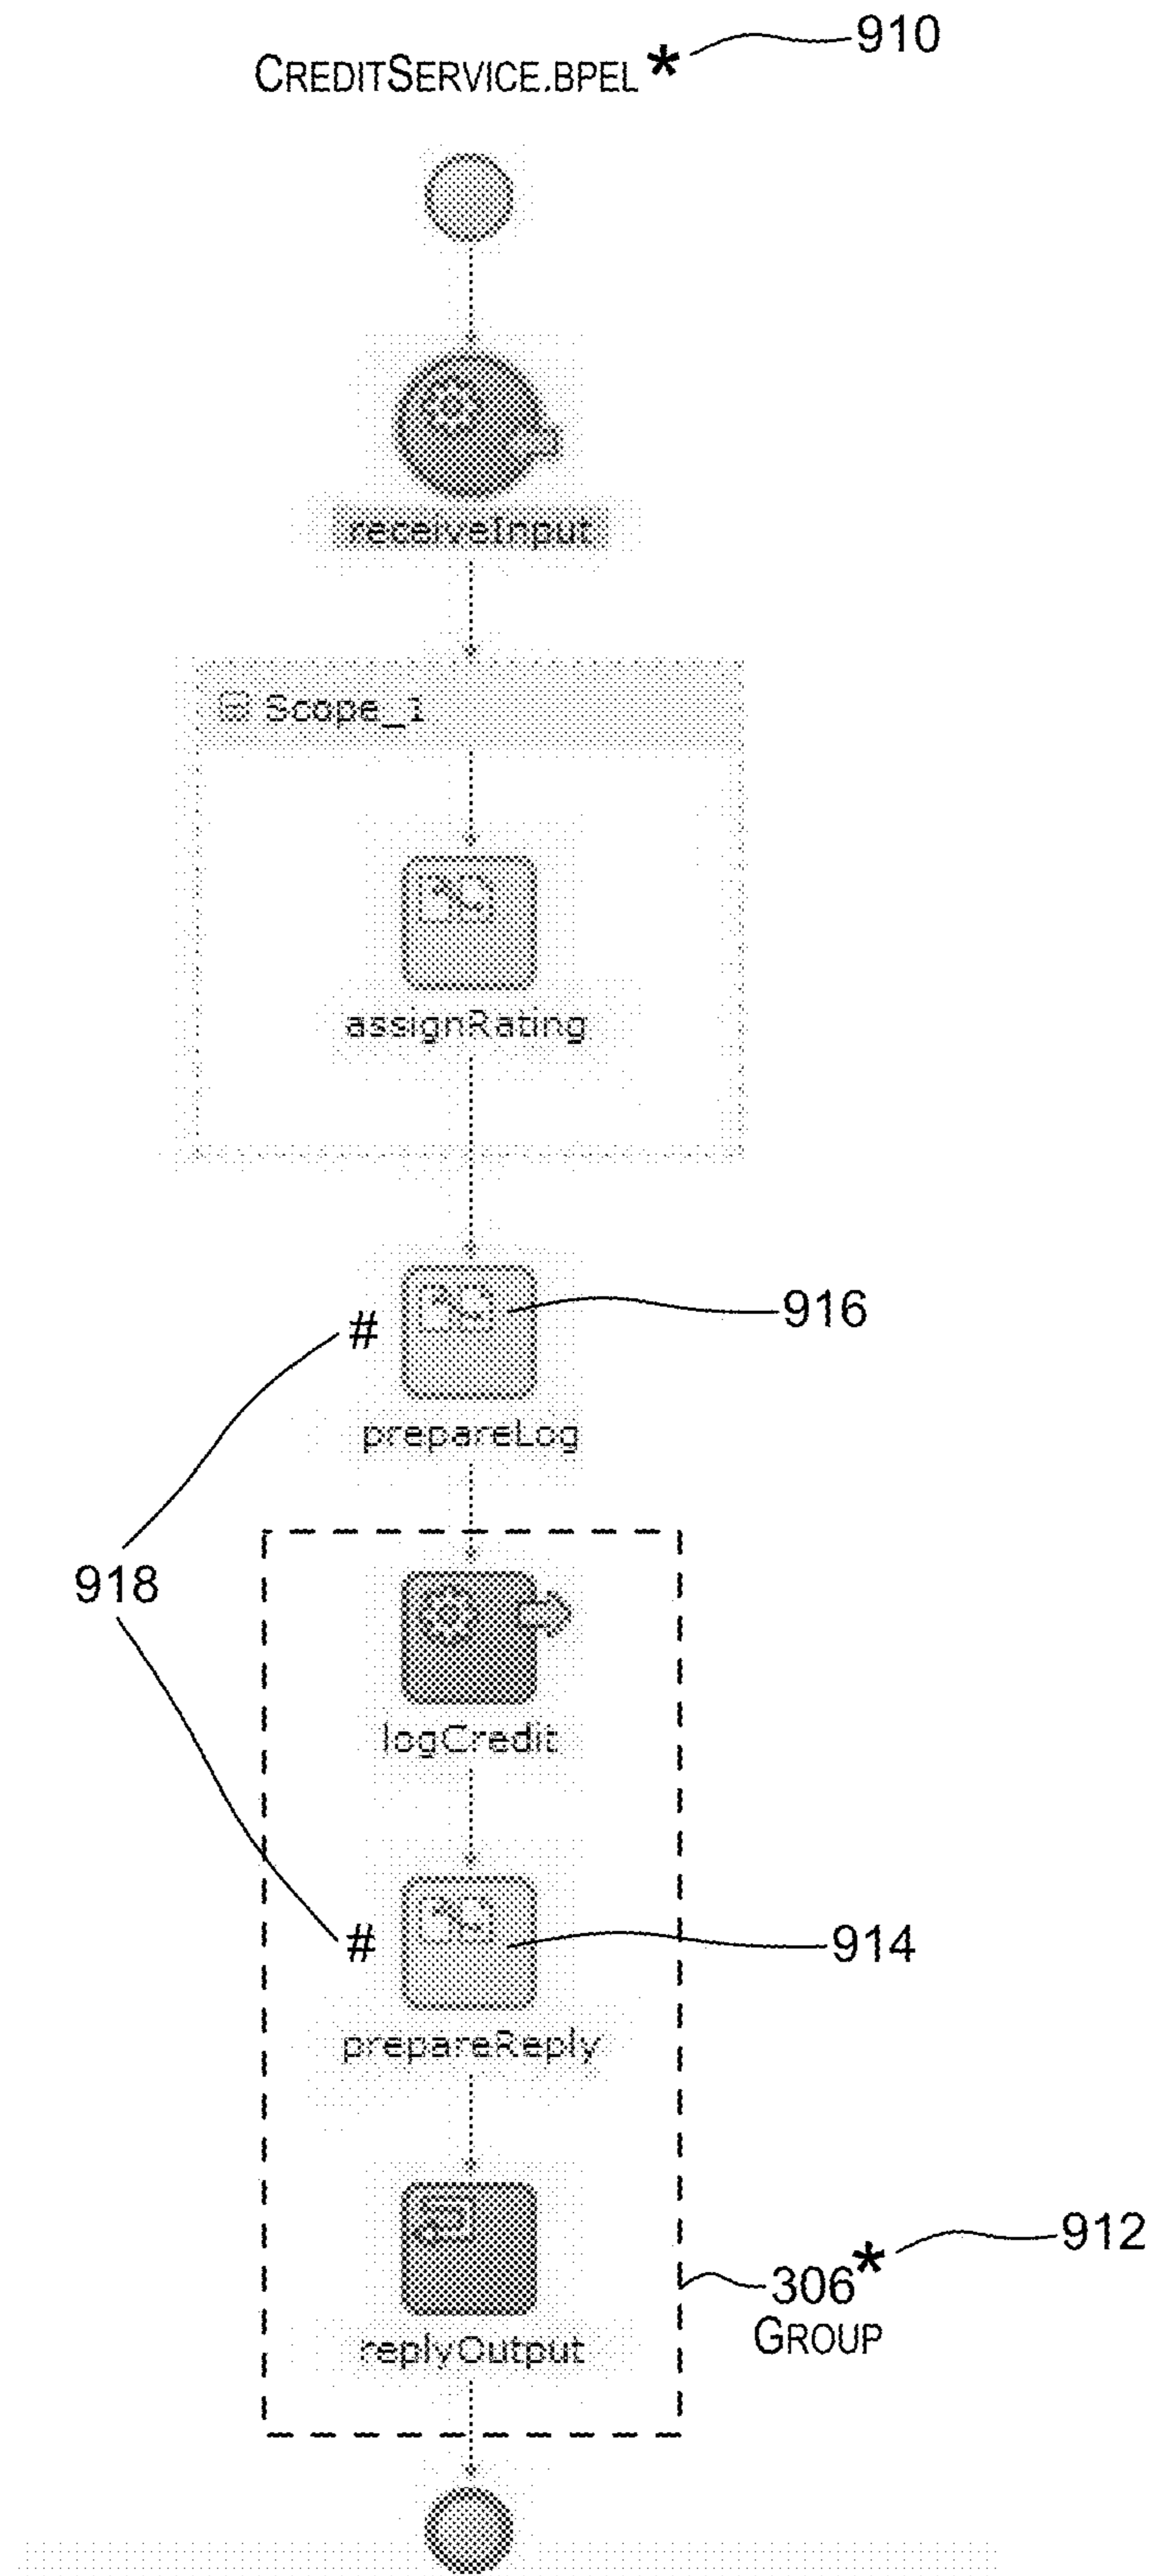 910
CREDITSERVICE.BPEL *
receiveInput
Scope_1
assignRating
916
#
prepareLog
918
logCredit
# 914
prepareReply
912
306*
GROUP
replyOutput